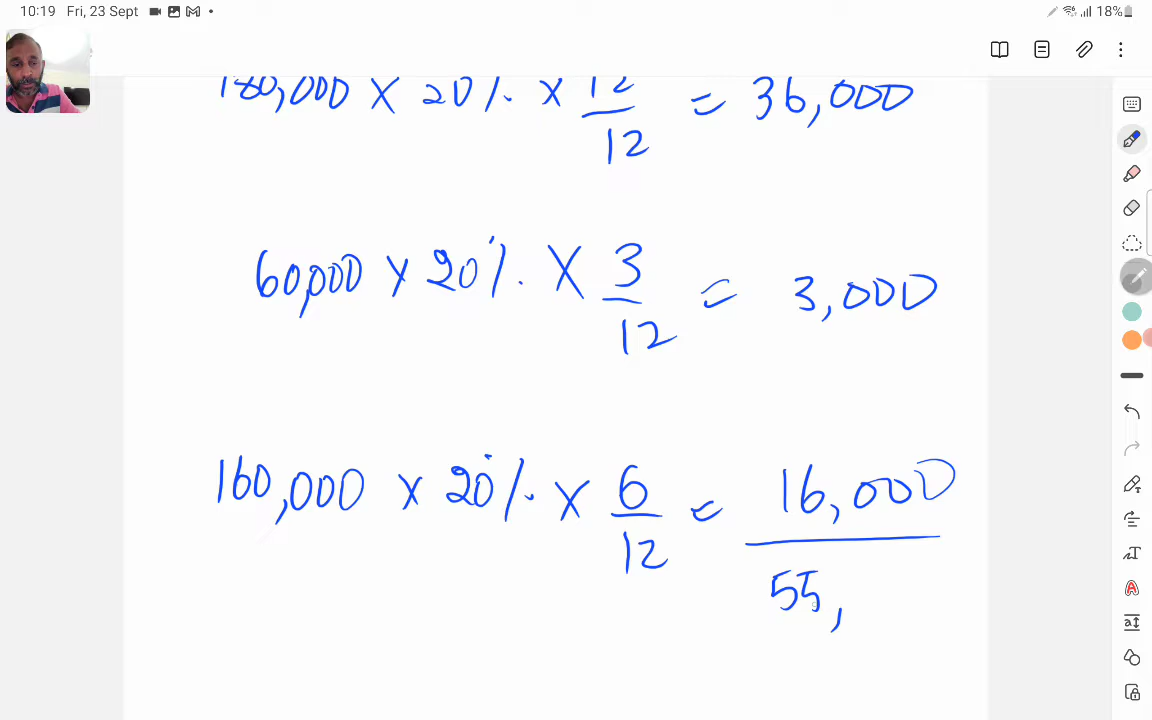 10:19 Fri, 23 Sept 18%
180,000 X 20% X 12/12 = 36,000
60,000 X 20% X 3/12 = 3,000
160,000 X 20% X 6/12 = 16,000
55,